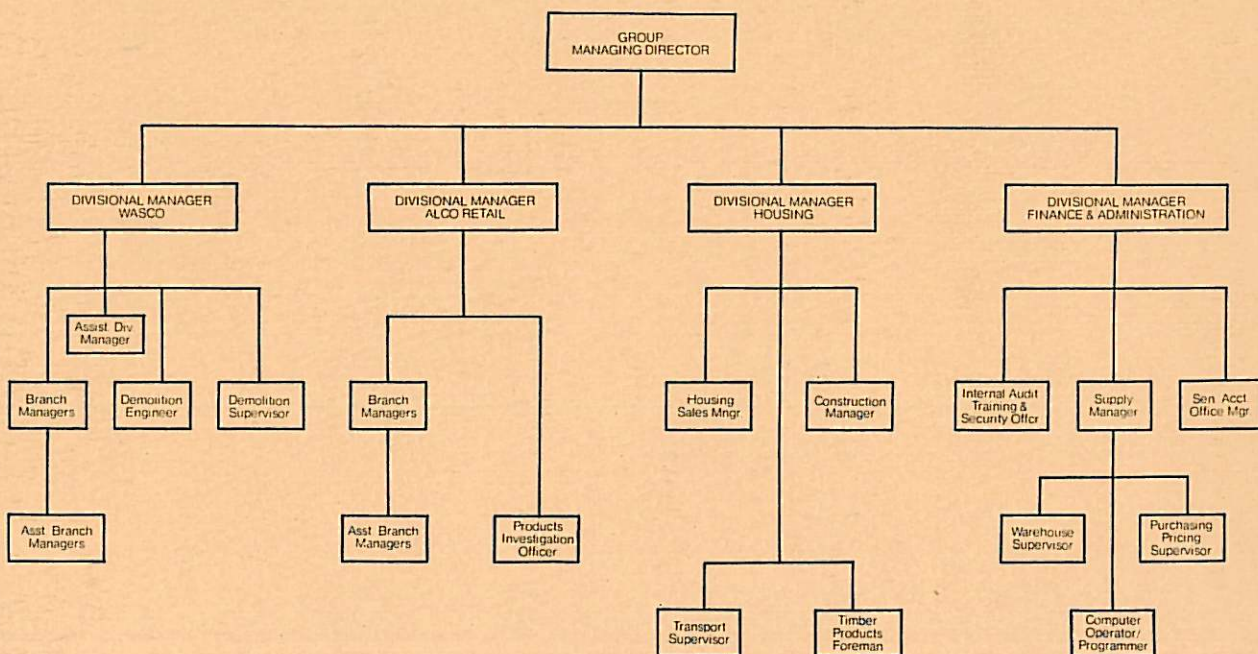 GROUP
MANAGING DIRECTOR
DIVISIONAL MANAGER
WASCO
DIVISIONAL MANAGER
ALCO RETAIL
DIVISIONAL MANAGER
HOUSING
DIVISIONAL MANAGER
FINANCE & ADMINISTRATION
Assist. Div.
Manager
Branch
Managers
Demolition
Engineer
Demolition
Supervisor
Branch
Managers
Housing
Sales Mngr
Construction
Manager
Internal Audit
Training &
Security Offcr
Supply
Manager
Sen. Acct.
Office Mgr.
Asst. Branch
Managers
Asst. Branch
Managers
Products
Investigation
Officer
Warehouse
Supervisor
Purchasing
Pricing
Supervisor
Transport
Supervisor
Timber
Products
Foreman
Computer
Operator/
Programmer